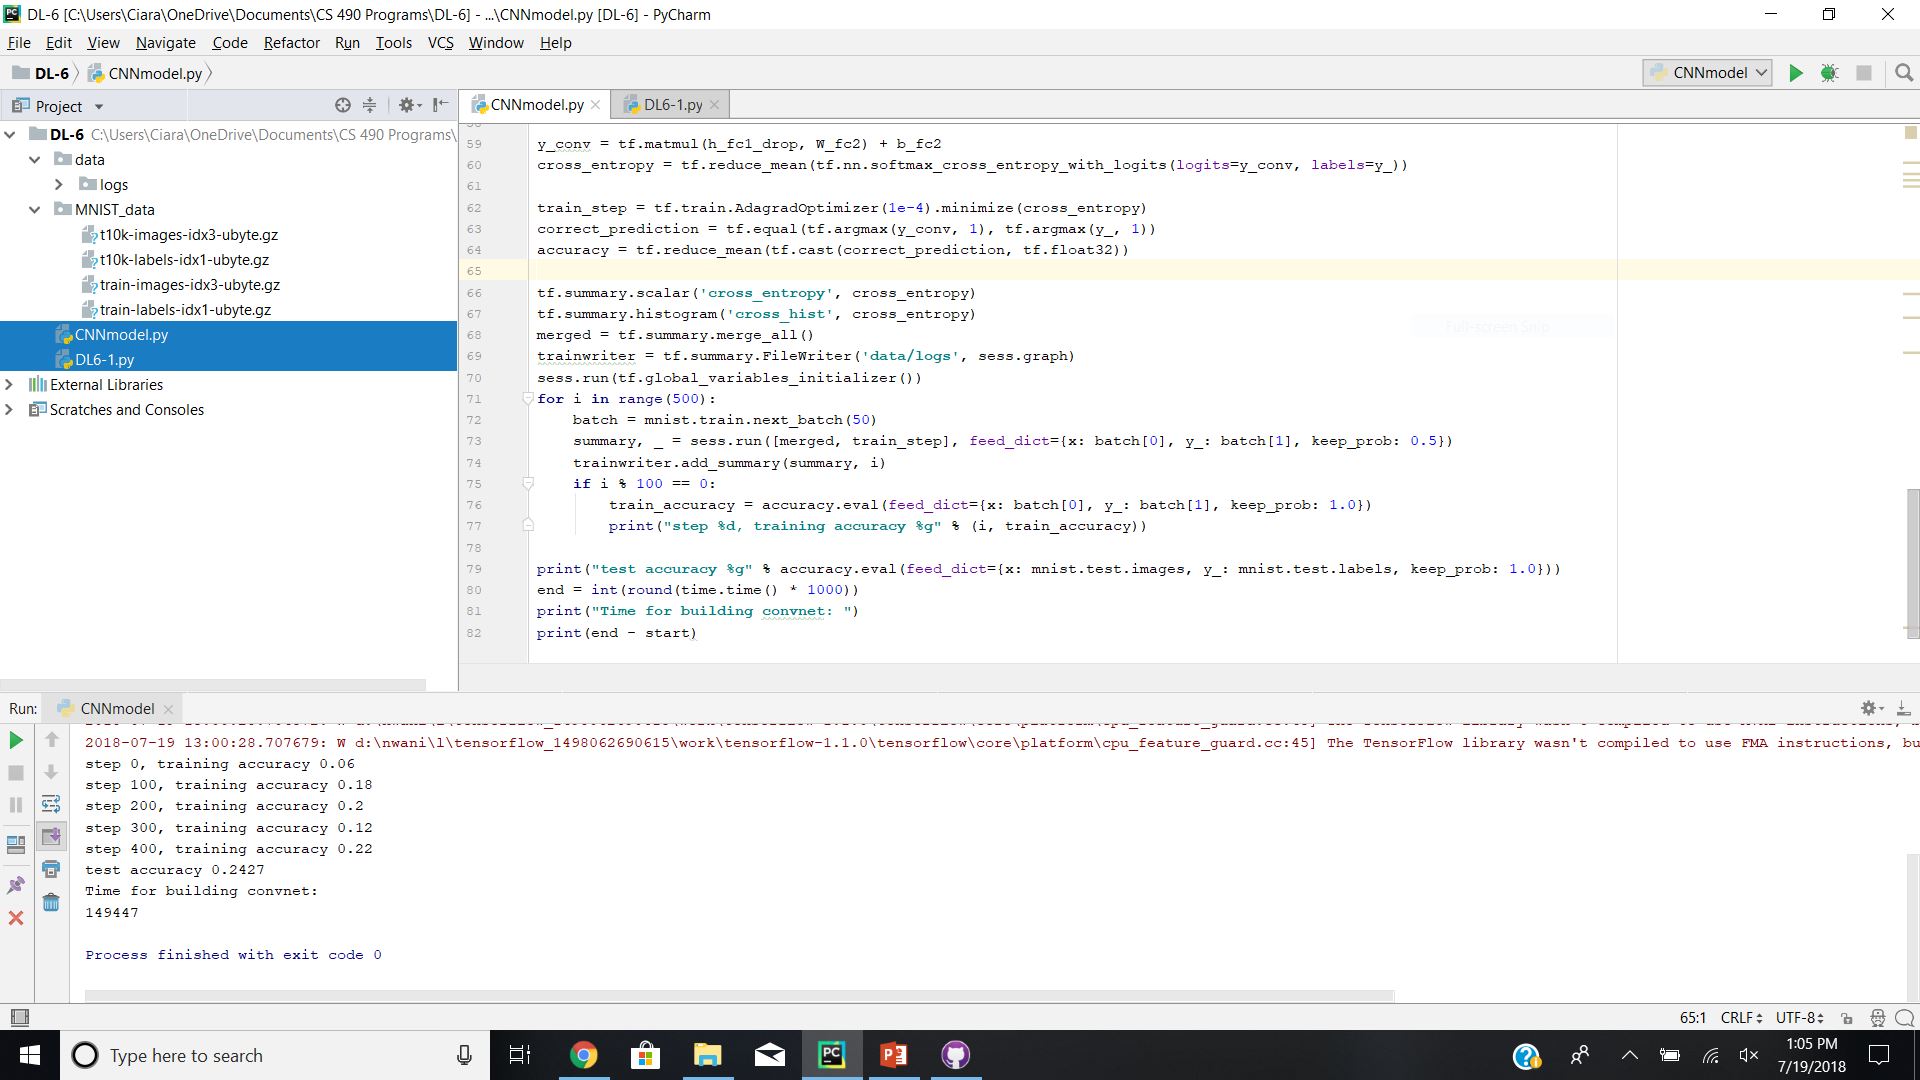 DL-6 [C:\Users\Ciara\OneDrive\Documents\CS 490 Programs\DL-6] - ...\CNNmodel.py [DL-6] - PyCharm
File Edit View Navigate Code Refactor Run Tools VCS Window Help
DL-6 CNNmodel.py
CNNmodel
Project
CNNmodel.py
DL6-1.py
DL-6 C:\Users\Ciara\OneDrive\Documents\CS 490 Programs\
data
logs
MNIST_data
t10k-images-idx3-ubyte.gz
t10k-labels-idx1-ubyte.gz
train-images-idx3-ubyte.gz
train-labels-idx1-ubyte.gz
CNNmodel.py
DL6-1.py
External Libraries
Scratches and Consoles
59 y_conv = tf.matmul(h_fc1_drop, W_fc2) + b_fc2
60 cross_entropy = tf.reduce_mean(tf.nn.softmax_cross_entropy_with_logits(logits=y_conv, labels=y_))
61
62 train_step = tf.train.AdagradOptimizer(1e-4).minimize(cross_entropy)
63 correct_prediction = tf.equal(tf.argmax(y_conv, 1), tf.argmax(y_, 1))
64 accuracy = tf.reduce_mean(tf.cast(correct_prediction, tf.float32))
65
66 tf.summary.scalar('cross_entropy', cross_entropy)
67 tf.summary.histogram('cross_hist', cross_entropy)
68 merged = tf.summary.merge_all()
69 trainwriter = tf.summary.FileWriter('data/logs', sess.graph)
70 sess.run(tf.global_variables_initializer())
71 for i in range(500):
72 batch = mnist.train.next_batch(50)
73 summary, _ = sess.run([merged, train_step], feed_dict={x: batch[0], y_: batch[1], keep_prob: 0.5})
74 trainwriter.add_summary(summary, i)
75 if i % 100 == 0:
76 train_accuracy = accuracy.eval(feed_dict={x: batch[0], y_: batch[1], keep_prob: 1.0})
77 print("step %d, training accuracy %g" % (i, train_accuracy))
78
79 print("test accuracy %g" % accuracy.eval(feed_dict={x: mnist.test.images, y_: mnist.test.labels, keep_prob: 1.0}))
80 end = int(round(time.time() * 1000))
81 print("Time for building convnet: ")
82 print(end - start)
Full-screen Snip
Run: CNNmodel
2018-07-19 13:00:28.707679: W d:\nwani\l\tensorflow_1498062690615\work\tensorflow-1.1.0\tensorflow\core\platform\cpu_feature_guard.cc:45] The TensorFlow library wasn't compiled to use FMA instructions, bu
step 0, training accuracy 0.06
step 100, training accuracy 0.18
step 200, training accuracy 0.2
step 300, training accuracy 0.12
step 400, training accuracy 0.22
test accuracy 0.2427
Time for building convnet:
149447
Process finished with exit code 0
65:1 CRLF UTF-8
Type here to search
1:05 PM
7/19/2018